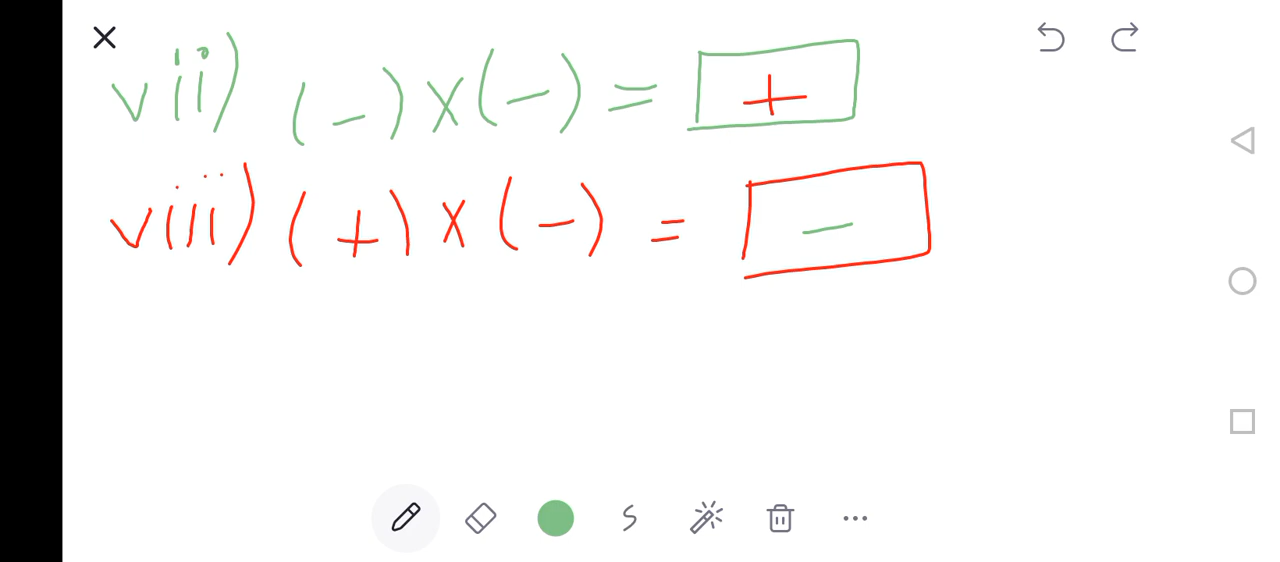 vii) (-) x (-) = +
viii) (+) x (-) = -